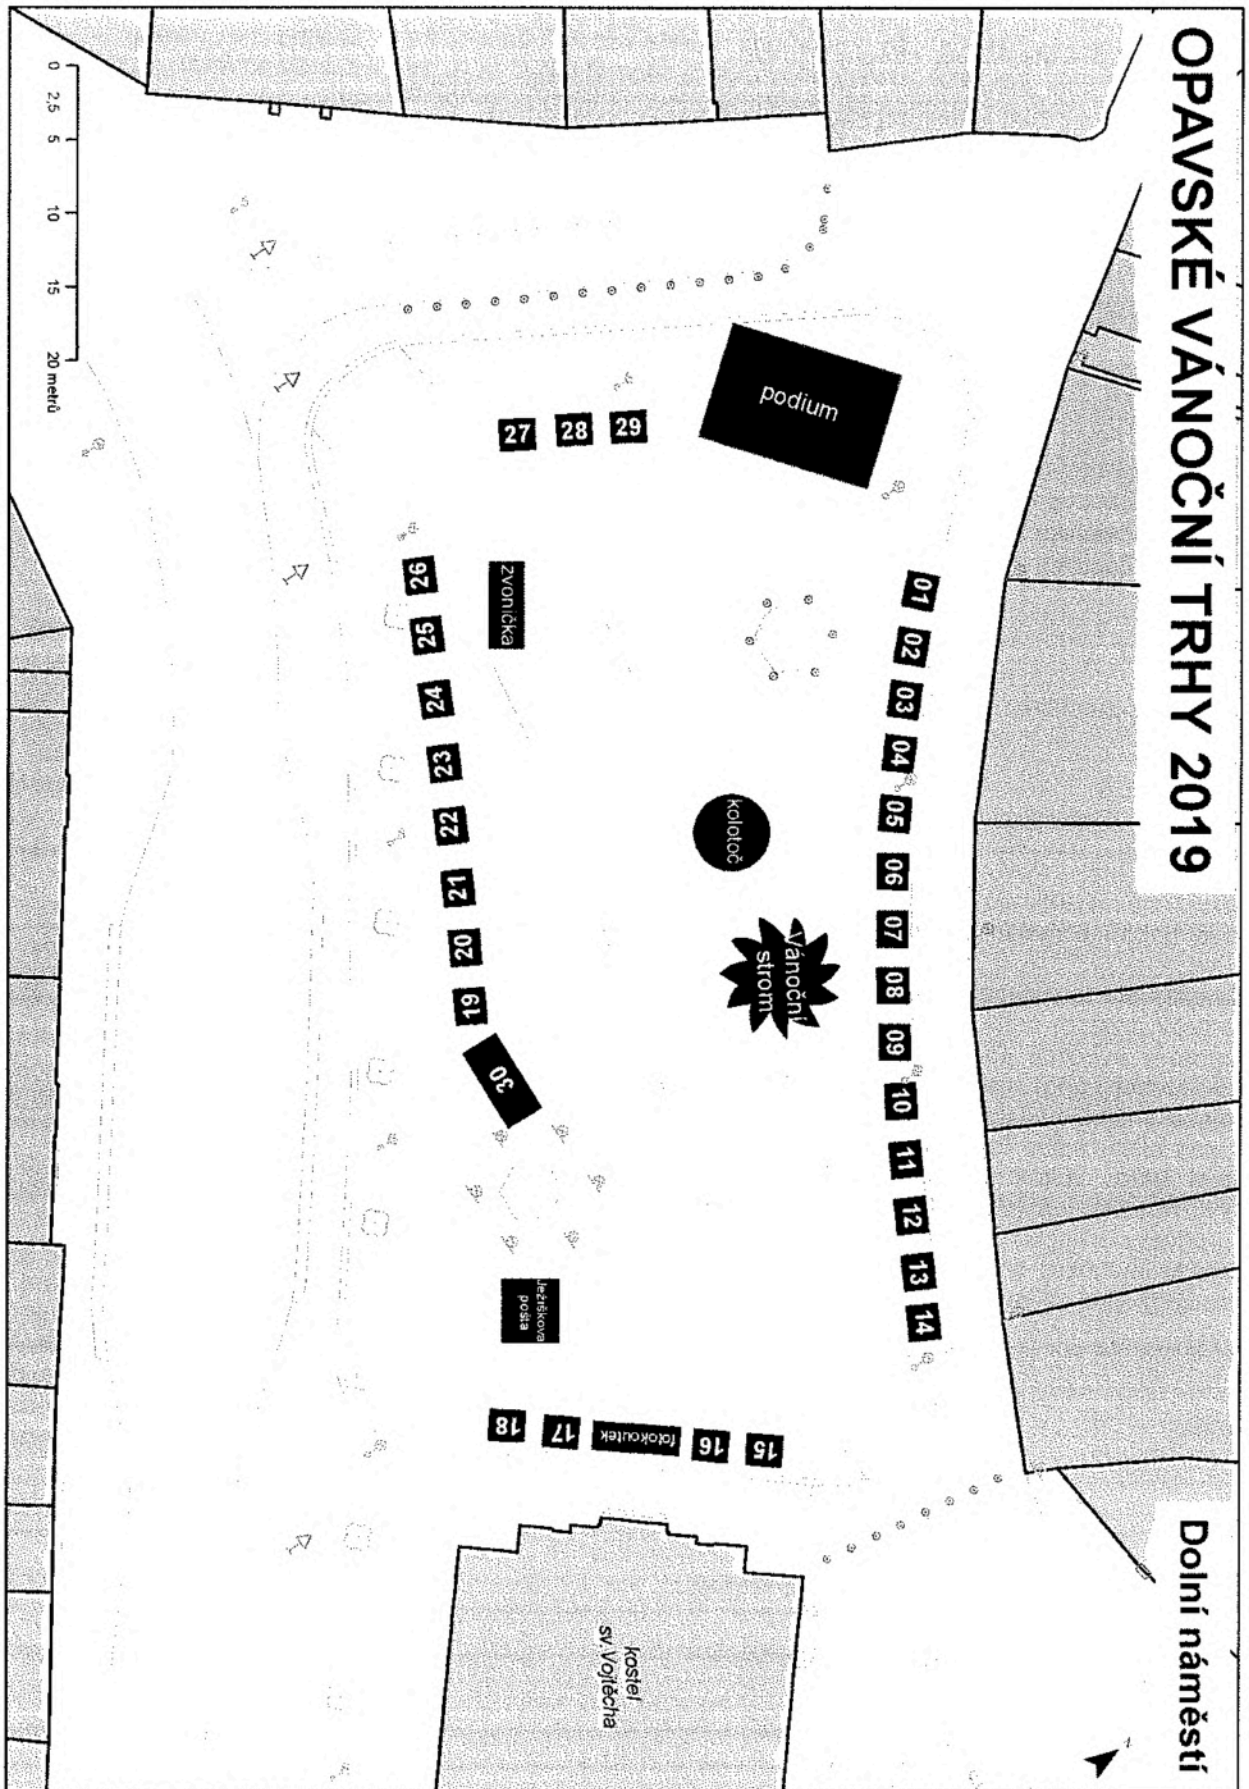 OPAVSKÉ VÁNOČNÍ TRHY 2019
Dolní náměstí
0 2,5 5 10 15 20 metrů
podium
01
02
03
04
05
06
07
08
09
10
11
12
13
14
kolotoč
Vánoční
strom
zvonička
27
28
29
26
25
24
23
22
21
20
19
30
Ježíškova
pošta
18
17
fotokoutek
16
15
kostel
sv.Vojtěcha